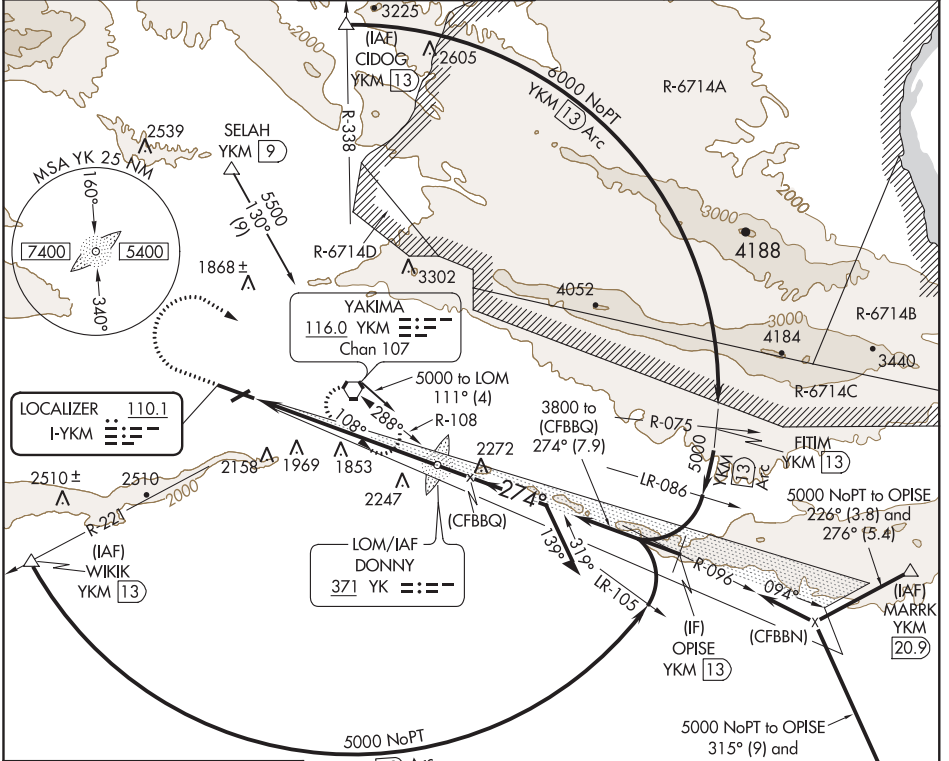 3225
2000
(IAF)
CIDOG
YKM 13
2605
R-338
6000 NoPT
YKM 13 Arc
R-6714A
2539
SELAH
YKM 9
MSA YK 25 NM
160°
7400
5400
340°
5500
130°
(9)
2000
3000
4188
R-6714D
3302
1868 ±
4052
3000
4184
R-6714B
3440
R-6714C
YAKIMA
116.0 YKM
Chan 107
5000 to LOM
111° (4)
288°
108°
R-108
LOCALIZER 110.1
I-YKM
3800 to
(CFBBQ)
274° (7.9)
R-075
5000
YKM 13 Arc
FITIM
YKM 13
LR-086
5000 NoPT to OPISE
226° (3.8) and
276° (5.4)
2510 ±
2510
2000
2158
1969
1853
2247
2272
274°
(CFBBQ)
R-221
(IAF)
WIKIK
YKM 13
LOM/IAF
DONNY
371 YK
139°
319°
LR-105
R-096
094°
(IAF)
MARRK
YKM
20.9
(IF)
OPISE
YKM 13
(CFBBN)
5000 NoPT
5000 NoPT to OPISE
315° (9) and